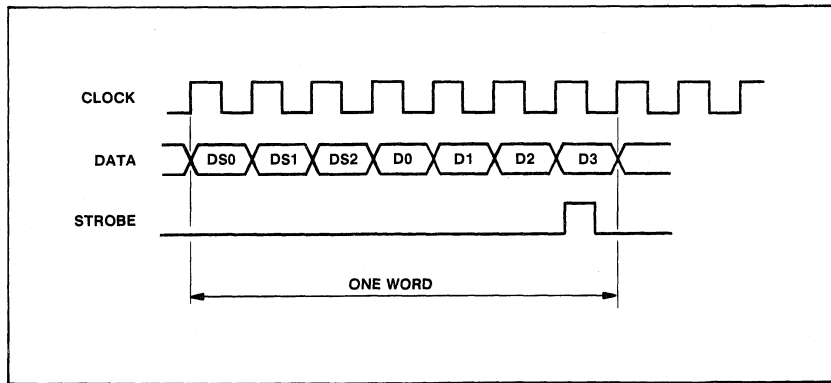 CLOCK
DATA DS0 DS1 DS2 D0 D1 D2 D3
STROBE
ONE WORD